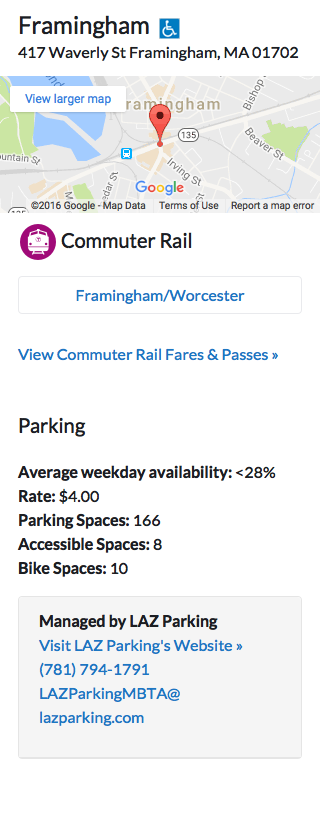 Framingham
417 Waverly St Framingham, MA 01702
View larger map
ramingham
Bishop
135
Beaver St
untain St
Irving St
dar St
Google
135
©2016 Google - Map Data Terms of Use Report a map error
Commuter Rail
Framingham/Worcester
View Commuter Rail Fares & Passes »
Parking
Average weekday availability: <28%
Rate: $4.00
Parking Spaces: 166
Accessible Spaces: 8
Bike Spaces: 10
Managed by LAZ Parking
Visit LAZ Parking's Website »
(781) 794-1791
LAZParkingMBTA@
lazparking.com